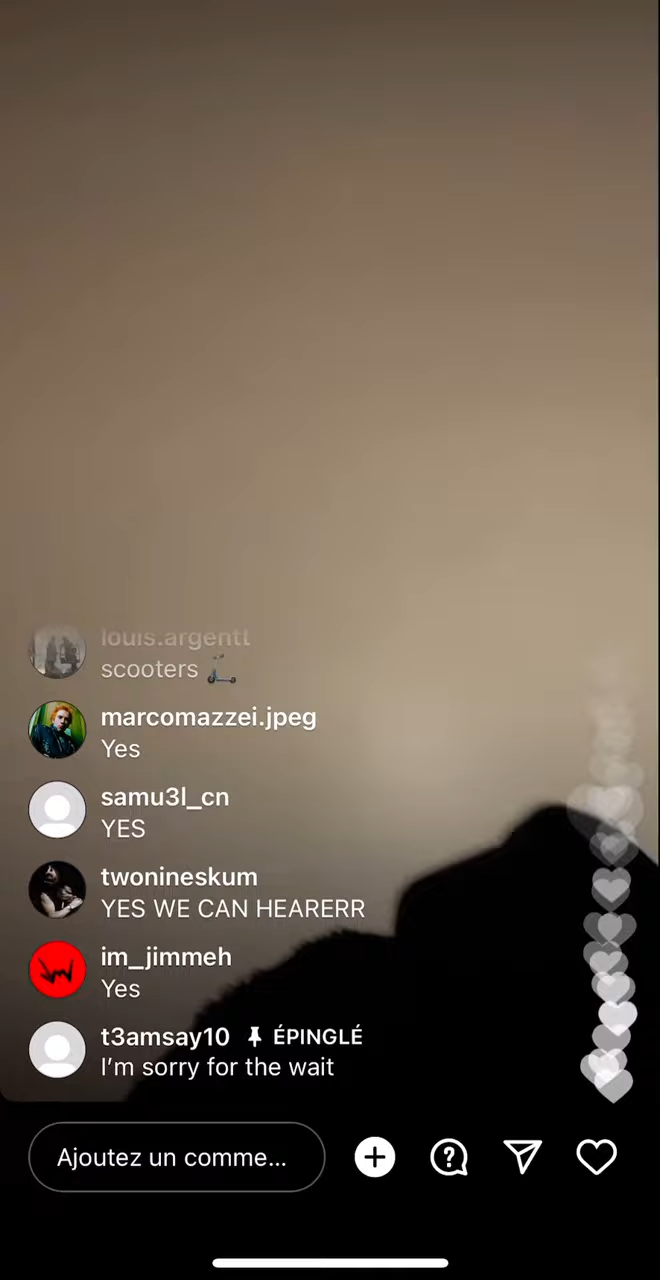 louis.argentt
scooters 🛴
marcomazzei.jpeg
Yes
samu3l_cn
YES
twonineskum
YES WE CAN HEARERR
im_jimmeh
Yes
t3amsay10 📌 ÉPINGLÉ
I’m sorry for the wait
Ajoutez un comme...